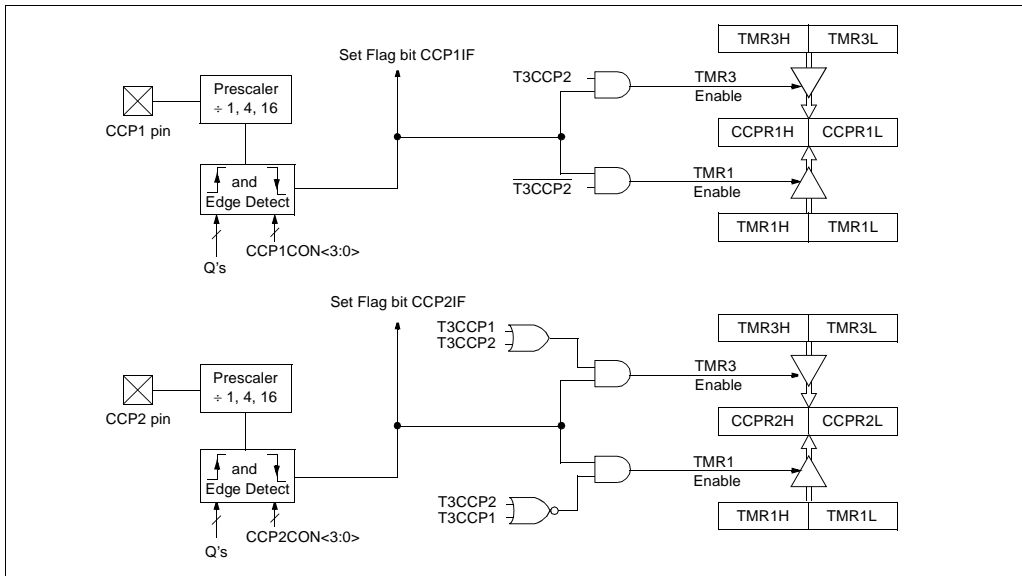 TMR3H TMR3L
Set Flag bit CCP1IF
T3CCP2
TMR3
Enable
Prescaler
÷ 1, 4, 16
CCP1 pin
CCPR1H CCPR1L
and
Edge Detect
T3CCP2
TMR1
Enable
CCP1CON<3:0>
Q's
TMR1H TMR1L
Set Flag bit CCP2IF
TMR3H TMR3L
T3CCP1
T3CCP2
TMR3
Enable
Prescaler
÷ 1, 4, 16
CCP2 pin
CCPR2H CCPR2L
and
Edge Detect
TMR1
Enable
T3CCP2
T3CCP1
CCP2CON<3:0>
Q's
TMR1H TMR1L